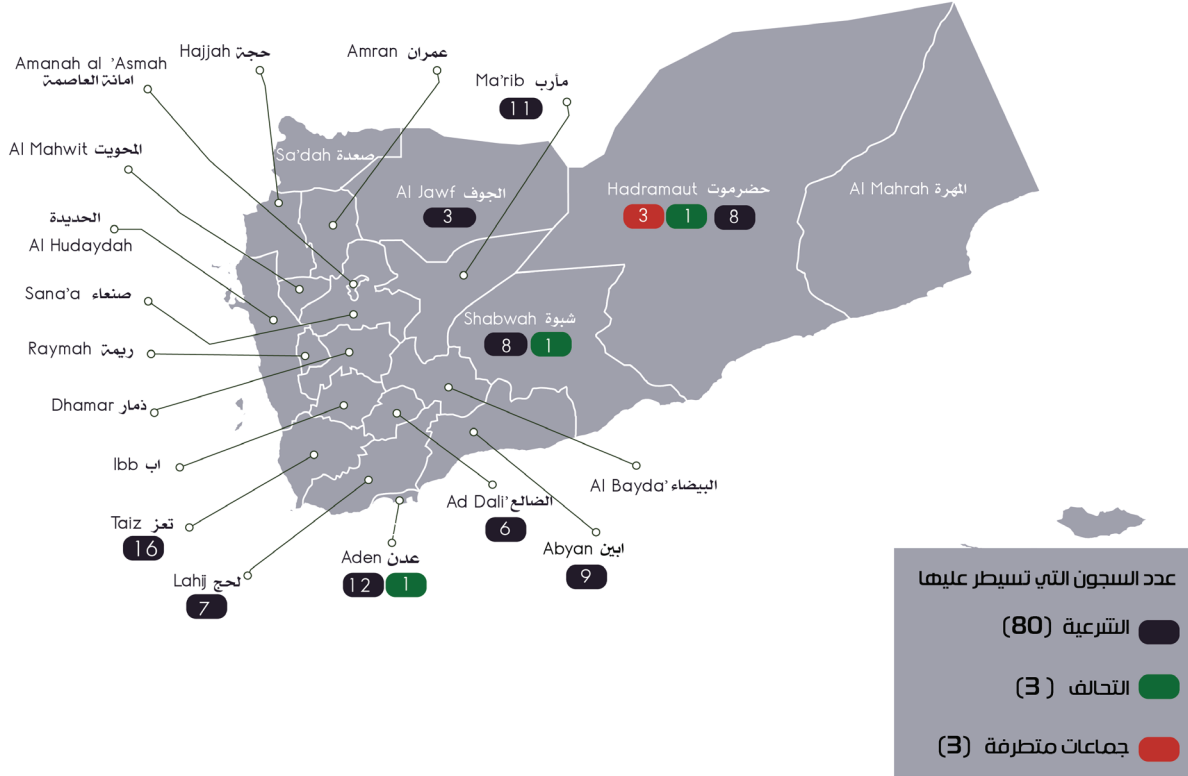 Hajjah حجة
Amran عمران
Amanah al 'Asmah
امانة العاصمة
Ma'rib مأرب
11
Al Mahwit المحويت
Sa'dah صعدة
Al Jawf الجوف
3
Hadramaut حضرموت
3 1 8
Al Mahrah المهرة
الحديدة
Al Hudaydah
Sana'a صنعاء
Shabwah شبوة
8 1
Raymah ريمة
Dhamar ذمار
Ibb اب
Al Bayda' البيضاء
Ad Dali' الضالع
6
Taiz تعز
16
Abyan ابين
9
Aden عدن
12 1
Lahij لحج
7
عدد السجون التي تسيطر عليها
الشرعية (80)
التحالف (3)
جماعات متطرفة (3)